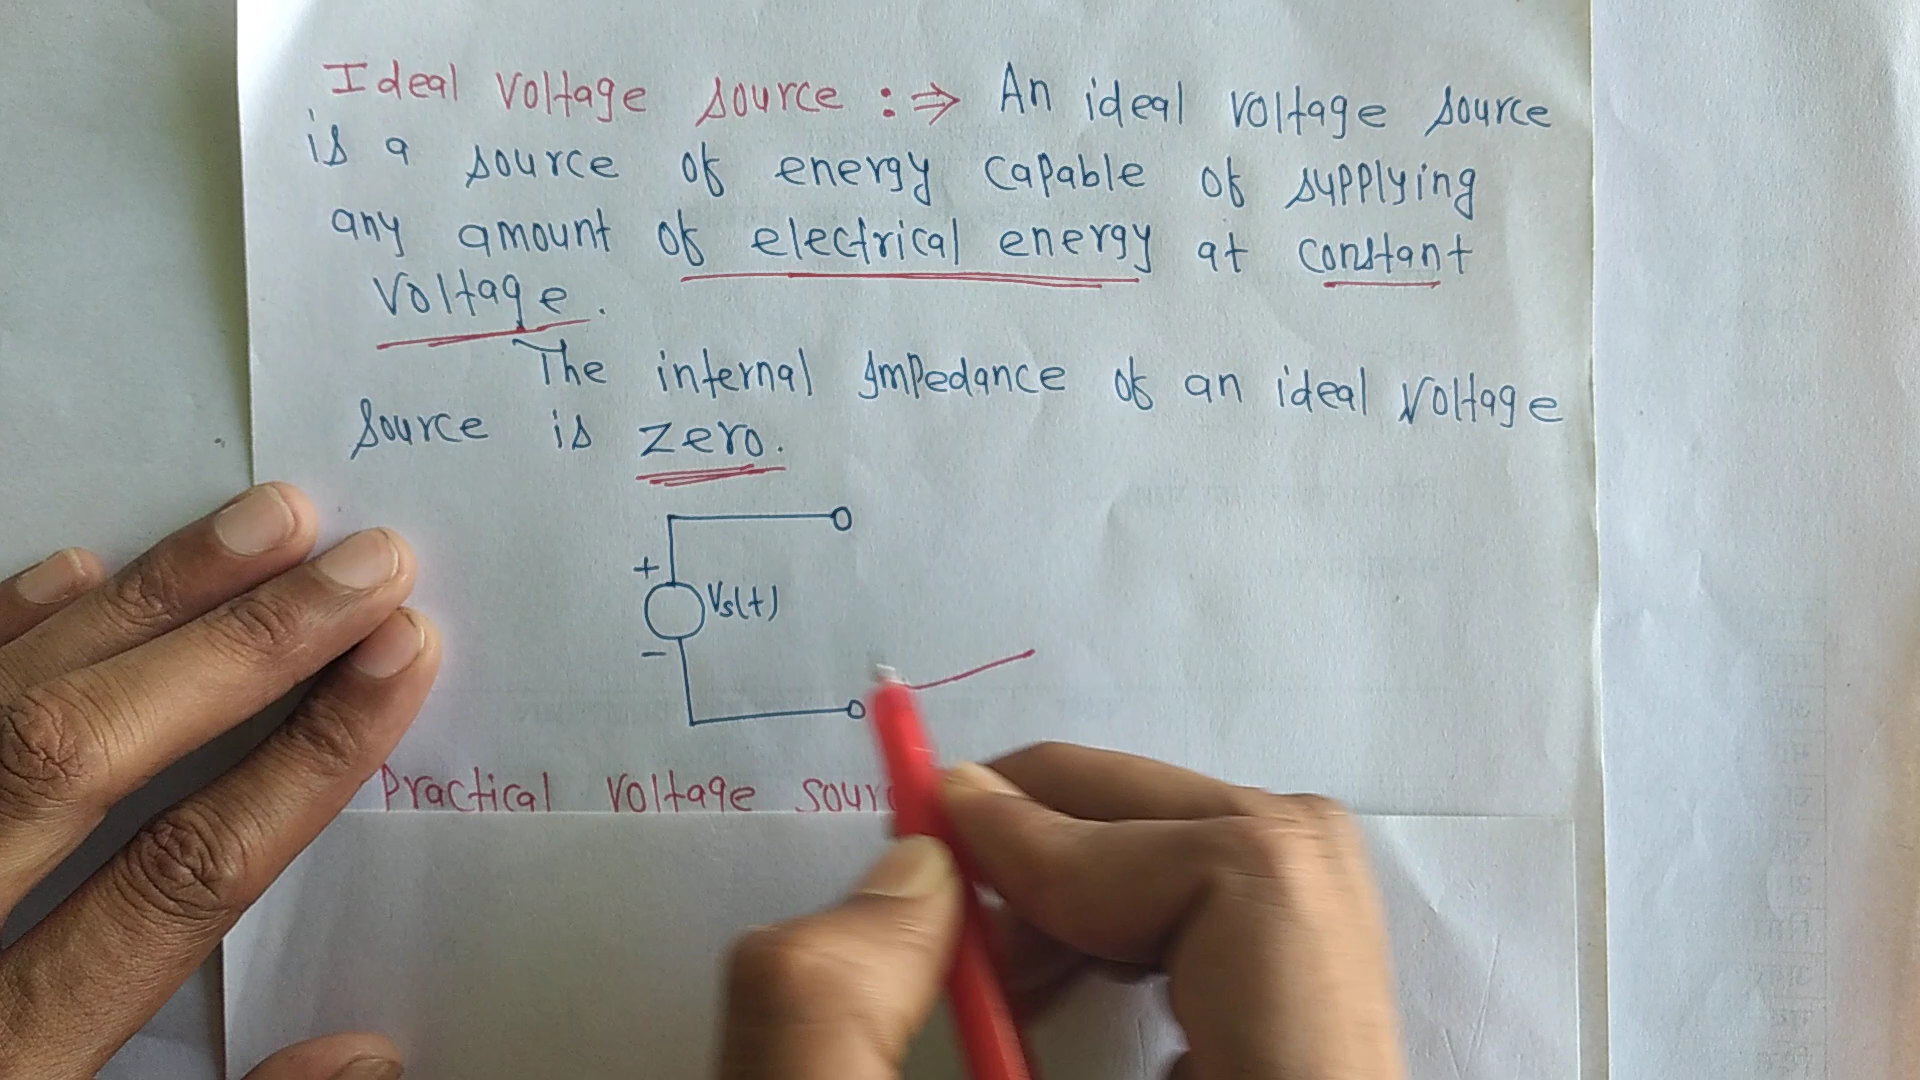 Ideal Voltage source :⇒ An ideal voltage source
is a source of energy capable of supplying
any amount of electrical energy at constant
Voltage.
The internal Impedance of an ideal Voltage
source is zero.
+
Vs(t)
-
Practical voltage